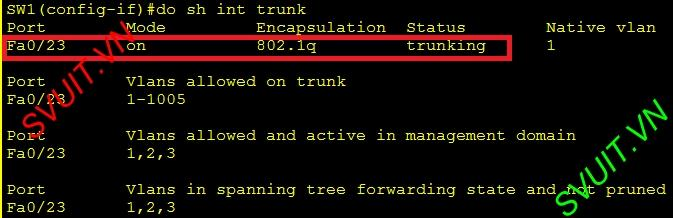 SW1(config-if)#do sh int trunk
Port Mode Encapsulation Status Native vlan
Fa0/23 on 802.1q trunking 1
Port Vlans allowed on trunk
Fa0/23 1-1005
Port Vlans allowed and active in management domain
Fa0/23 1,2,3
Port Vlans in spanning tree forwarding state and not pruned
Fa0/23 1,2,3
SVUIT.VN
SVUIT.VN